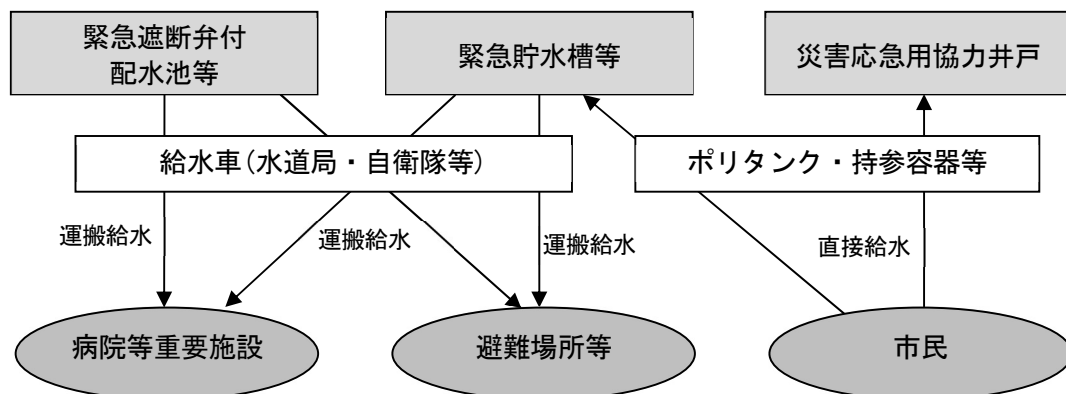 緊急遮断弁付
配水池等
緊急貯水槽等
災害応急用協力井戸
給水車(水道局・自衛隊等)
ポリタンク・持参容器等
運搬給水
運搬給水
運搬給水
直接給水
病院等重要施設
避難場所等
市民